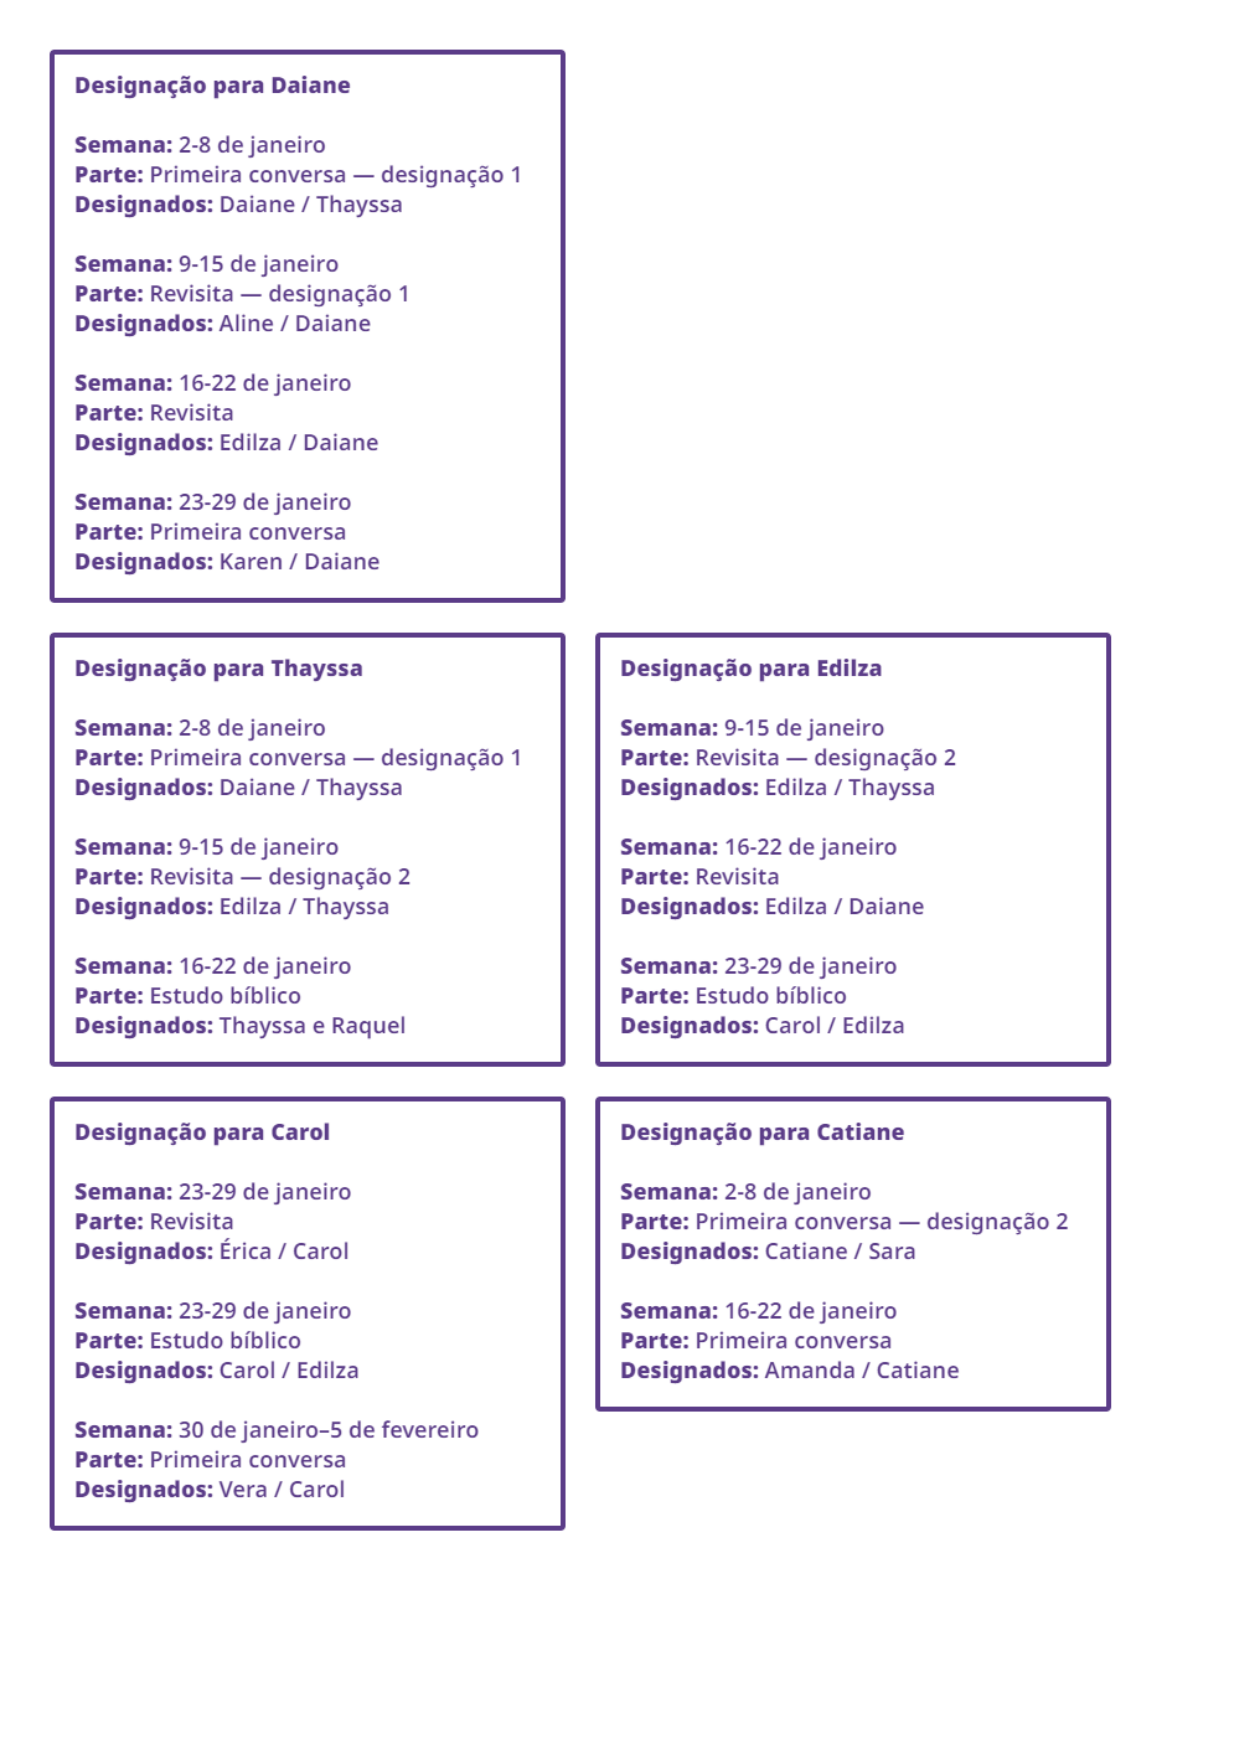 Designação para Daiane
Semana: 2-8 de janeiro
Parte: Primeira conversa — designação 1
Designados: Daiane / Thayssa
Semana: 9-15 de janeiro
Parte: Revisita — designação 1
Designados: Aline / Daiane
Semana: 16-22 de janeiro
Parte: Revisita
Designados: Edilza / Daiane
Semana: 23-29 de janeiro
Parte: Primeira conversa
Designados: Karen / Daiane
Designação para Thayssa
Semana: 2-8 de janeiro
Parte: Primeira conversa — designação 1
Designados: Daiane / Thayssa
Semana: 9-15 de janeiro
Parte: Revisita — designação 2
Designados: Edilza / Thayssa
Semana: 16-22 de janeiro
Parte: Estudo bíblico
Designados: Thayssa e Raquel
Designação para Edilza
Semana: 9-15 de janeiro
Parte: Revisita — designação 2
Designados: Edilza / Thayssa
Semana: 16-22 de janeiro
Parte: Revisita
Designados: Edilza / Daiane
Semana: 23-29 de janeiro
Parte: Estudo bíblico
Designados: Carol / Edilza
Designação para Carol
Semana: 23-29 de janeiro
Parte: Revisita
Designados: Érica / Carol
Semana: 23-29 de janeiro
Parte: Estudo bíblico
Designados: Carol / Edilza
Semana: 30 de janeiro–5 de fevereiro
Parte: Primeira conversa
Designados: Vera / Carol
Designação para Catiane
Semana: 2-8 de janeiro
Parte: Primeira conversa — designação 2
Designados: Catiane / Sara
Semana: 16-22 de janeiro
Parte: Primeira conversa
Designados: Amanda / Catiane